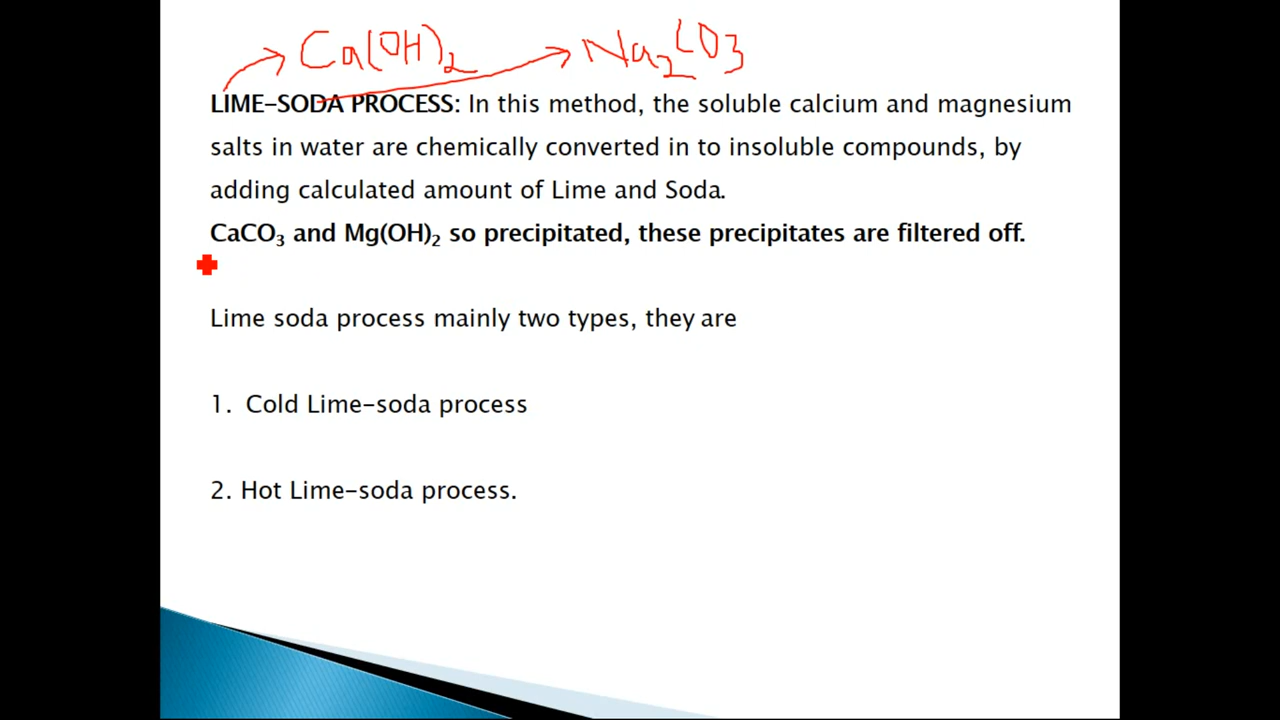 Ca(OH)₂ Na₂CO₃
LIME-SODA PROCESS: In this method, the soluble calcium and magnesium
salts in water are chemically converted in to insoluble compounds, by
adding calculated amount of Lime and Soda.
CaCO₃ and Mg(OH)₂ so precipitated, these precipitates are filtered off.
Lime soda process mainly two types, they are
1. Cold Lime-soda process
2. Hot Lime-soda process.